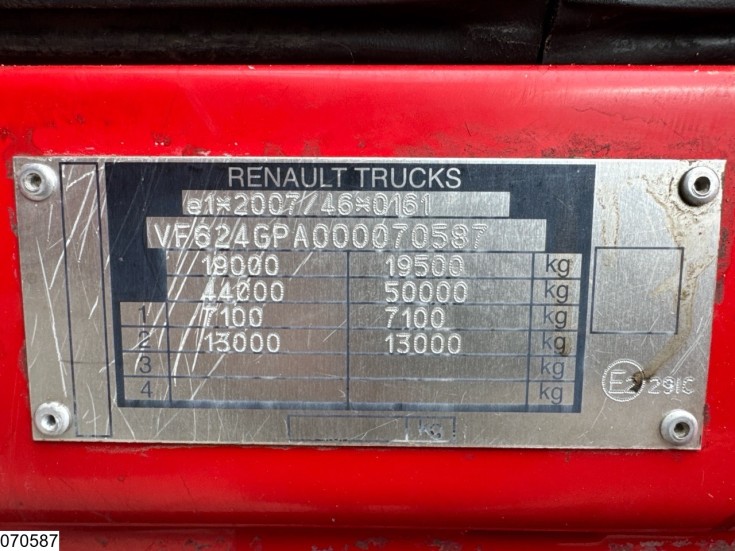 RENAULT TRUCKS
e1*2007/46*0161
VF624GPA000070587
19000 19500 kg
44000 50000 kg
1 7100 7100 kg
2 13000 13000 kg
3 kg
4 kg
E2 291C
kg
070587